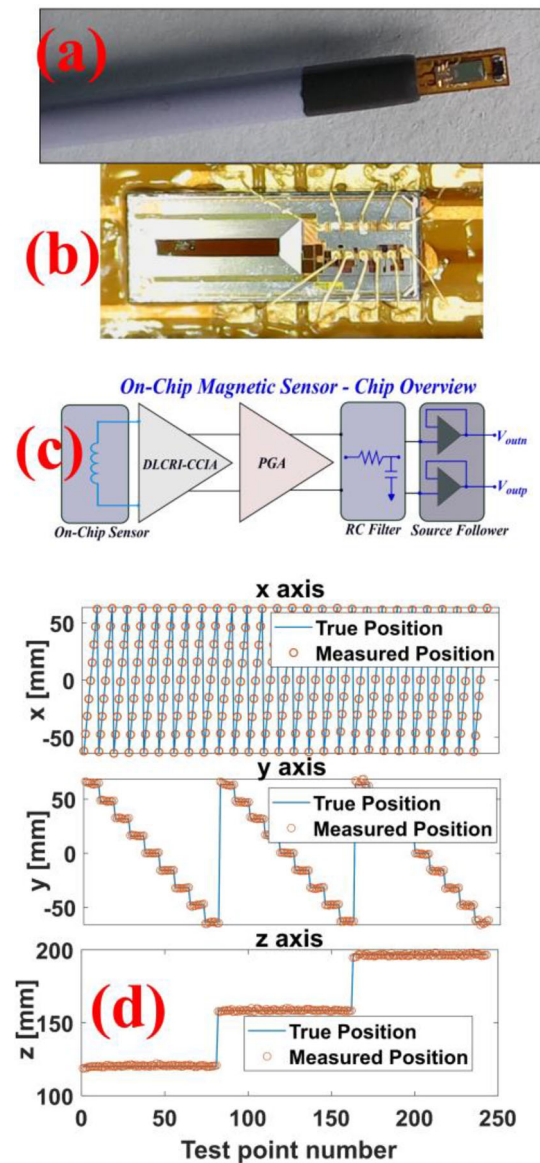 (a)
(b)
On-Chip Magnetic Sensor - Chip Overview
(c)
DLCRI-CCIA
PGA
Voutn
Voutp
On-Chip Sensor
RC Filter
Source Follower
x axis
50
0
-50
x [mm]
True Position
Measured Position
y axis
50
0
-50
y [mm]
True Position
Measured Position
z axis
200
150
100
z [mm]
(d)
True Position
Measured Position
0 50 100 150 200 250
Test point number